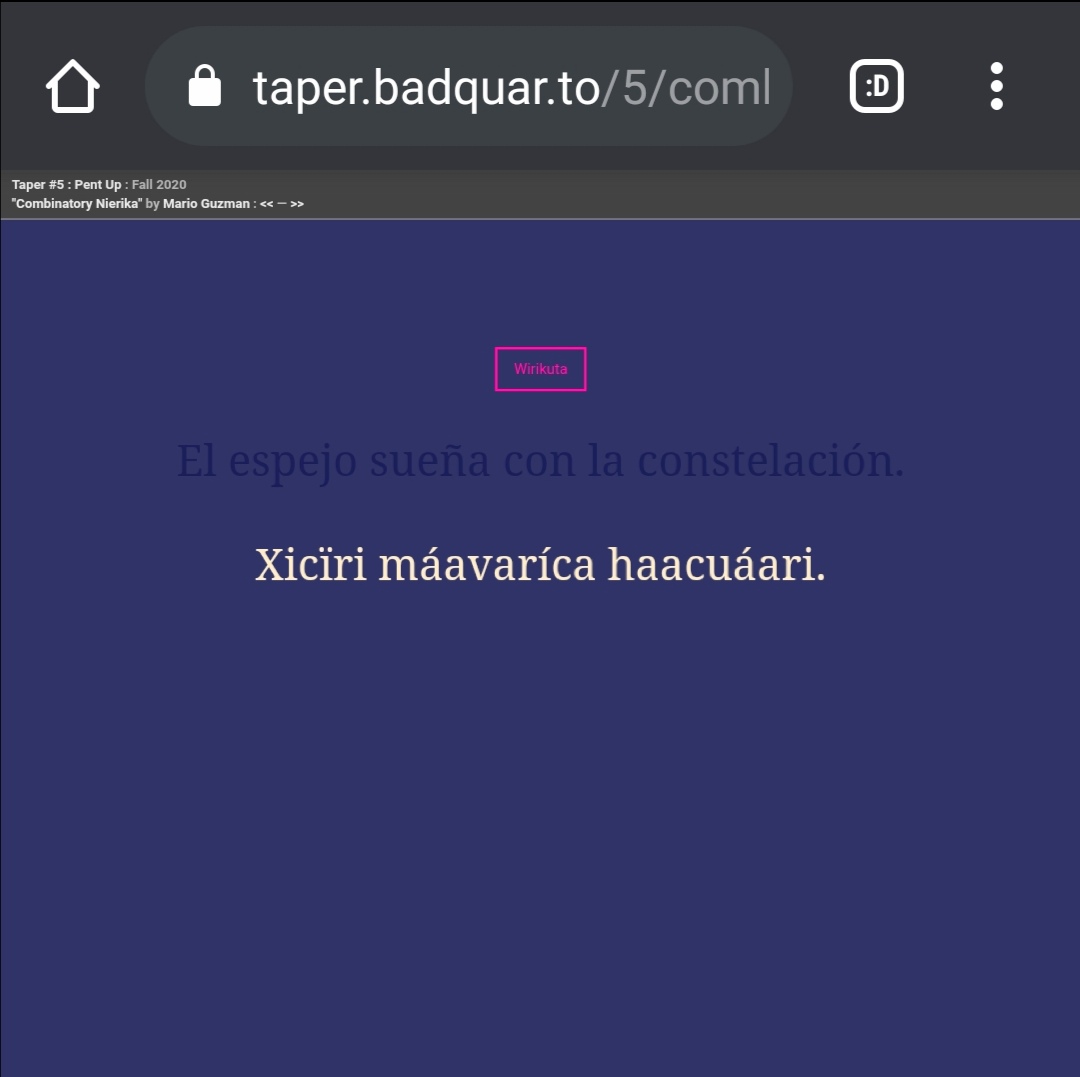 taper.badquar.to/5/coml
:D
Taper #5 : Pent Up : Fall 2020
"Combinatory Nierika" by Mario Guzman : << — >>
Wirikuta
El espejo sueña con la constelación.
Xicïri máavaríca haacuáari.